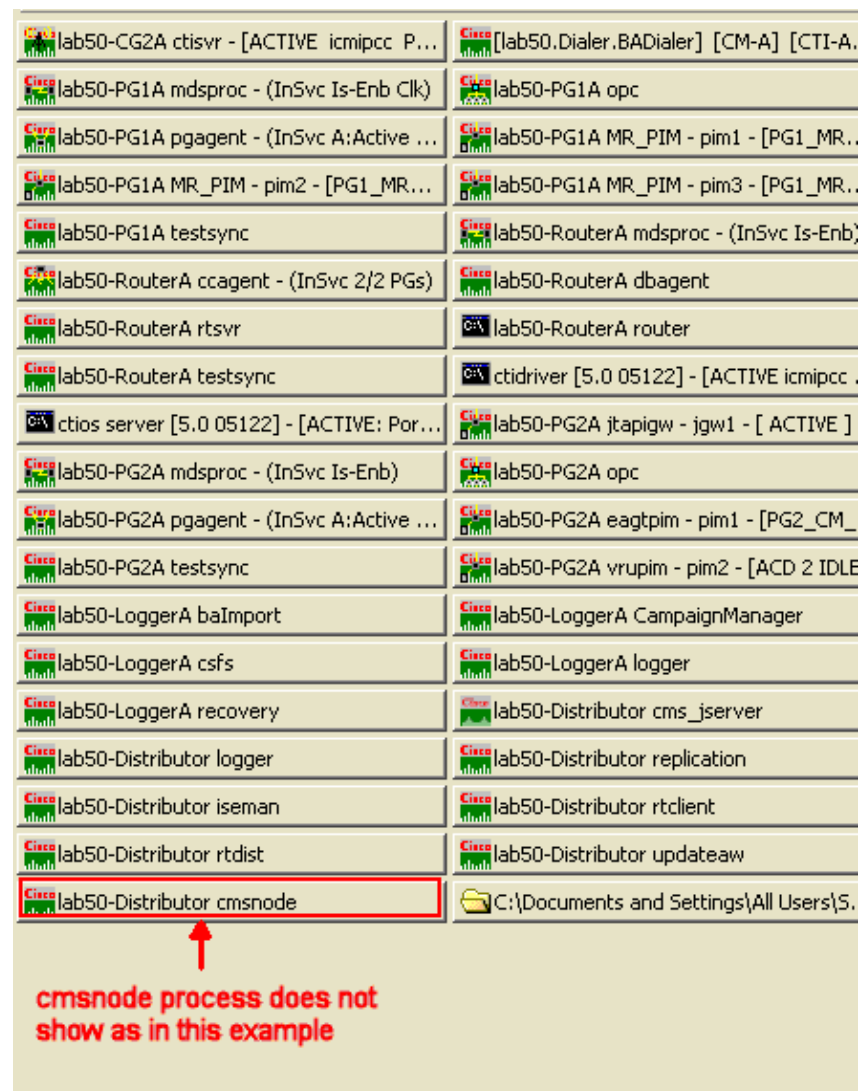 lab50-CG2A ctisvr - [ACTIVE icmipcc P...
[lab50.Dialer.BADialer] [CM-A] [CTI-A.
lab50-PG1A mdsproc - (InSvc Is-Enb Clk)
lab50-PG1A opc
lab50-PG1A pgagent - (InSvc A:Active ...
lab50-PG1A MR_PIM - pim1 - [PG1_MR..
lab50-PG1A MR_PIM - pim2 - [PG1_MR...
lab50-PG1A MR_PIM - pim3 - [PG1_MR..
lab50-PG1A testsync
lab50-RouterA mdsproc - (InSvc Is-Enb)
lab50-RouterA ccagent - (InSvc 2/2 PGs)
lab50-RouterA dbagent
lab50-RouterA rtsvr
lab50-RouterA router
lab50-RouterA testsync
ctidriver [5.0 05122] - [ACTIVE icmipcc .
ctios server [5.0 05122] - [ACTIVE: Por...
lab50-PG2A jtapigw - jgw1 - [ ACTIVE ]
lab50-PG2A mdsproc - (InSvc Is-Enb)
lab50-PG2A opc
lab50-PG2A pgagent - (InSvc A:Active ...
lab50-PG2A eagtpim - pim1 - [PG2_CM_
lab50-PG2A testsync
lab50-PG2A vrupim - pim2 - [ACD 2 IDLE
lab50-LoggerA baImport
lab50-LoggerA CampaignManager
lab50-LoggerA csfs
lab50-LoggerA logger
lab50-LoggerA recovery
lab50-Distributor cms_jserver
lab50-Distributor logger
lab50-Distributor replication
lab50-Distributor iseman
lab50-Distributor rtclient
lab50-Distributor rtdist
lab50-Distributor updateaw
lab50-Distributor cmsnode
C:\Documents and Settings\All Users\S.
cmsnode process does not
show as in this example